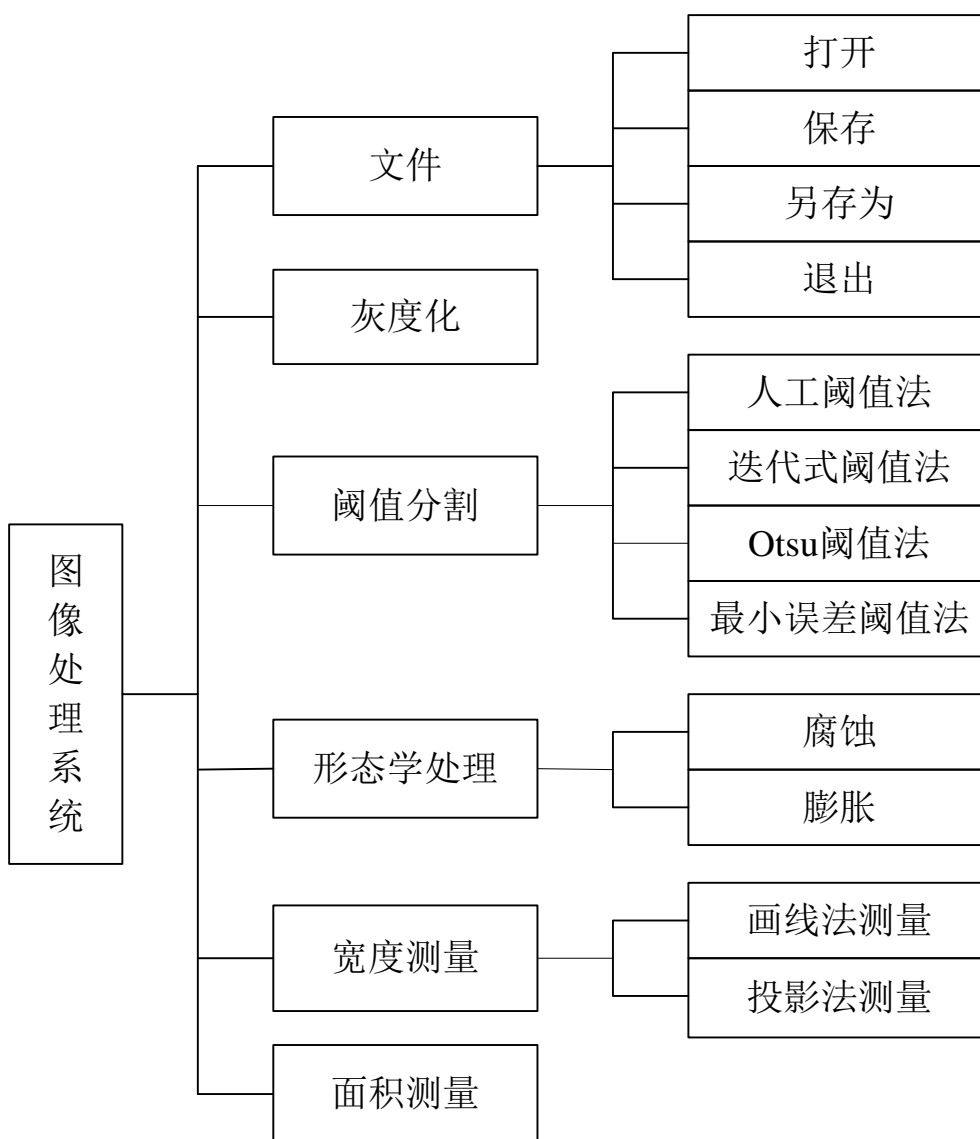 图像处理系统
文件
打开
保存
另存为
退出
灰度化
阈值分割
人工阈值法
迭代式阈值法
Otsu阈值法
最小误差阈值法
形态学处理
腐蚀
膨胀
宽度测量
画线法测量
投影法测量
面积测量